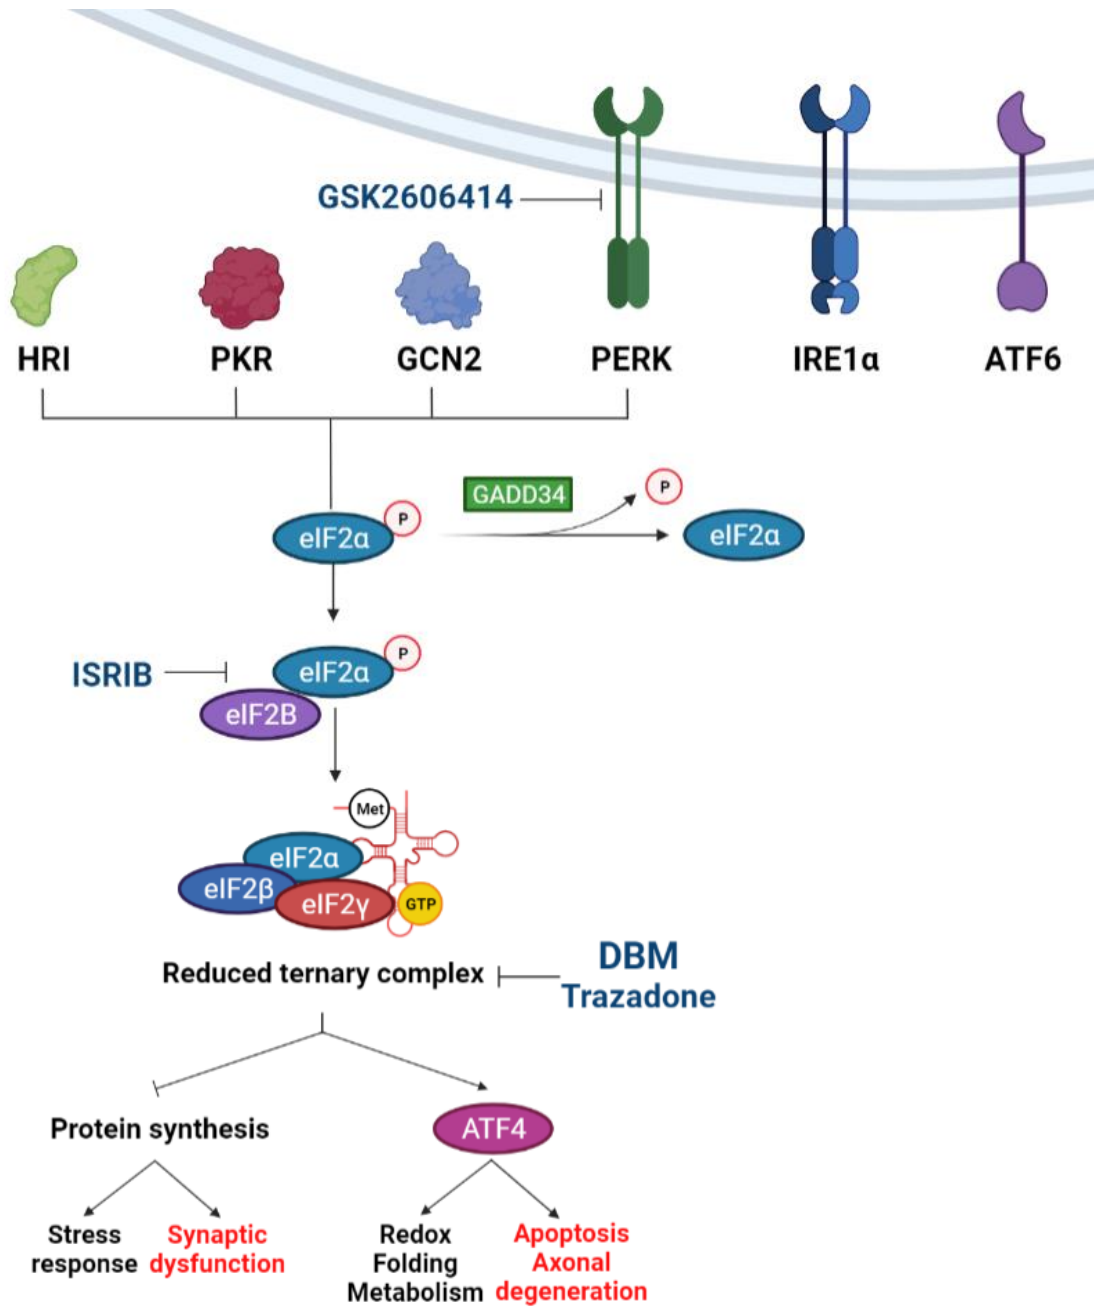 GSK2606414
HRI
PKR
GCN2
PERK
IRE1α
ATF6
GADD34
P
eIF2α
P
eIF2α
ISRIB
eIF2α
P
eIF2B
Met
eIF2α
eIF2β
eIF2γ
GTP
Reduced ternary complex
DBM
Trazadone
Protein synthesis
ATF4
Stress
response
Synaptic
dysfunction
Redox
Folding
Metabolism
Apoptosis
Axonal
degeneration